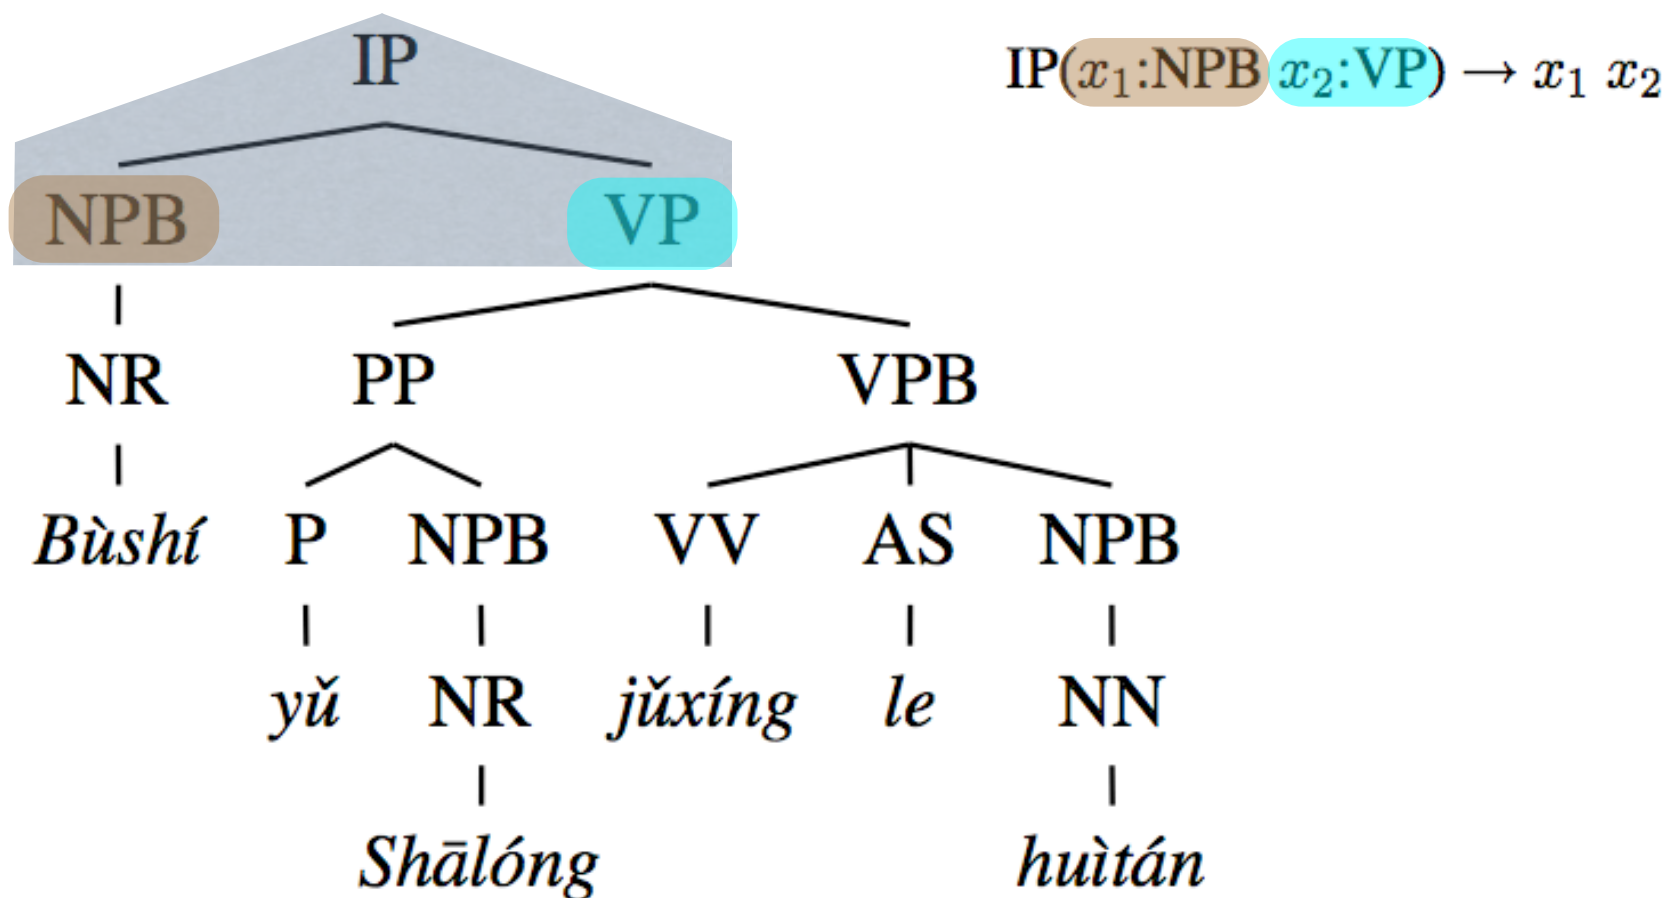 IP
IP(x₁:NPB x₂:VP) → x₁ x₂
NPB VP
NR PP VPB
Bùshí P NPB VV AS NPB
yǔ NR jǔxíng le NN
Shālóng huìtán